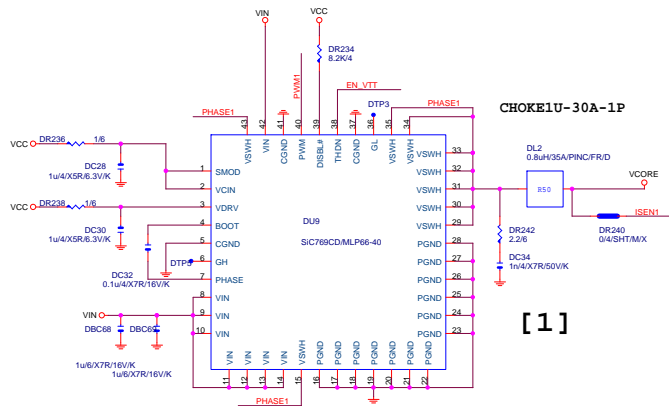 VIN
VCC
DR234
8.2K/4
PWM1
EN_VTT
DTP3
PHASE1
PHASE1
CHOKE1U-30A-1P
43
42
41
40
39
38
37
36
35
34
VSWH
VIN
CGND
PWM
DISBL#
THDN
CGND
GL
VSWH
VSWH
VCC
DR236
1/6
DC28
1u/4/X5R/6.3V/K
VCC
DR238
1/6
DC30
1u/4/X5R/6.3V/K
DC32
0.1u/4/X7R/16V/K
DTP5
VIN
DBC68
DBC69
1u/6/X7R/16V/K
1u/6/X7R/16V/K
1 SMOD
2 VCIN
3 VDRV
4 BOOT
5 CGND
6 GH
7 PHASE
8 VIN
9 VIN
10 VIN
DU9
SiC769CD/MLP66-40
VSWH 33
VSWH 32
VSWH 31
VSWH 30
VSWH 29
PGND 28
PGND 27
PGND 26
PGND 25
PGND 24
PGND 23
VIN
VIN
VIN
VIN
VSWH
PGND
PGND
PGND
PGND
PGND
PGND
PGND
11
12
13
14
15
16
17
18
19
20
21
22
PHASE1
DL2
0.8uH/35A/PINC/FR/D
R50
VCORE
ISEN1
DR240
0/4/SHT/M/X
DR242
2.2/6
DC34
1n/4/X7R/50V/K
[1]